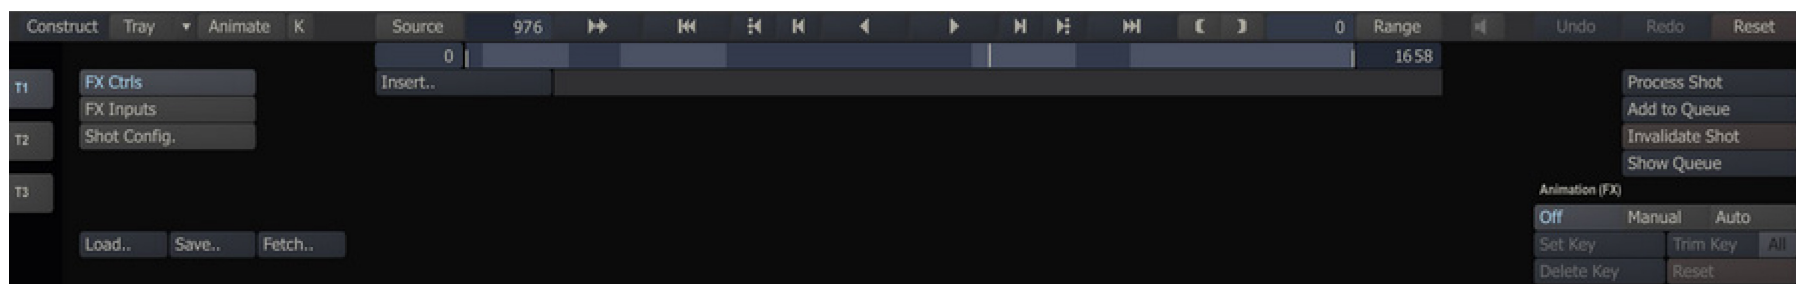 Construct Tray Animate K Source 976 0 Range Undo Redo Reset
0 1658
T1 FX Ctrls Insert.. Process Shot
FX Inputs Add to Queue
T2 Shot Config. Invalidate Shot
Show Queue
T3 Animation (FX)
Off Manual Auto
Load.. Save.. Fetch.. Set Key Trim Key All
Delete Key Reset